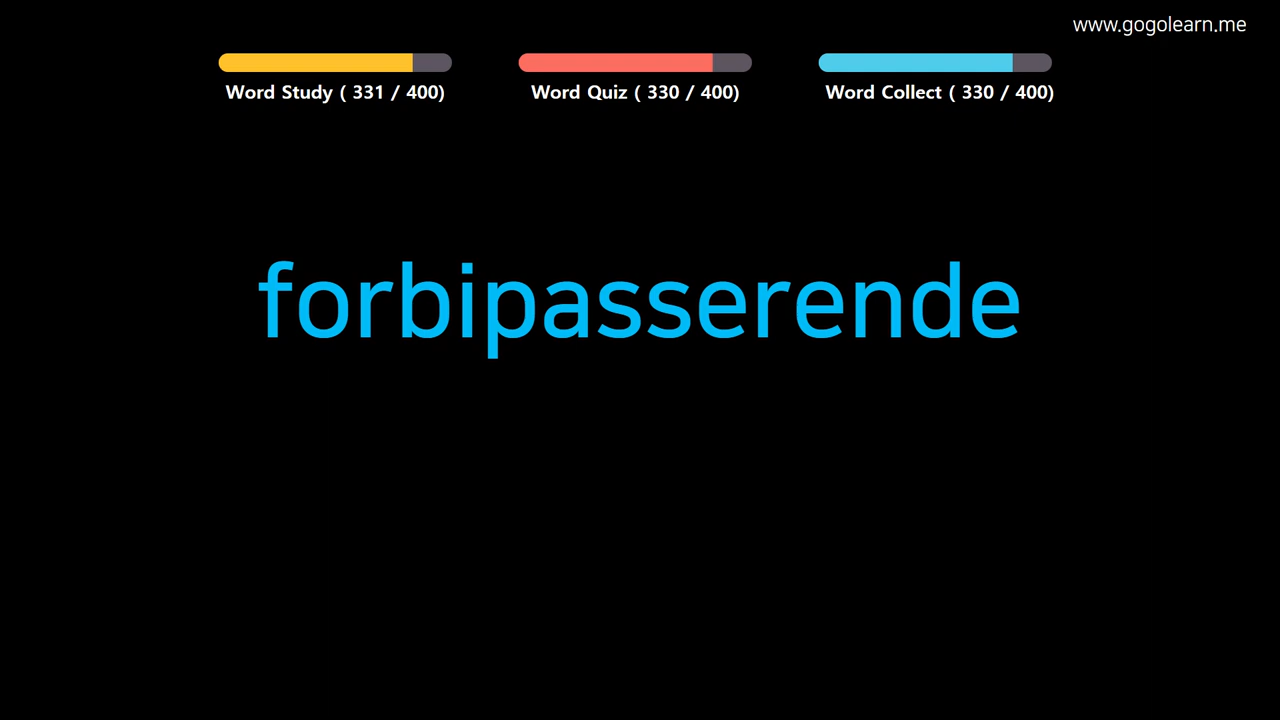 www.gogolearn.me
Word Study ( 331 / 400)
Word Quiz ( 330 / 400)
Word Collect ( 330 / 400)
forbipasserende